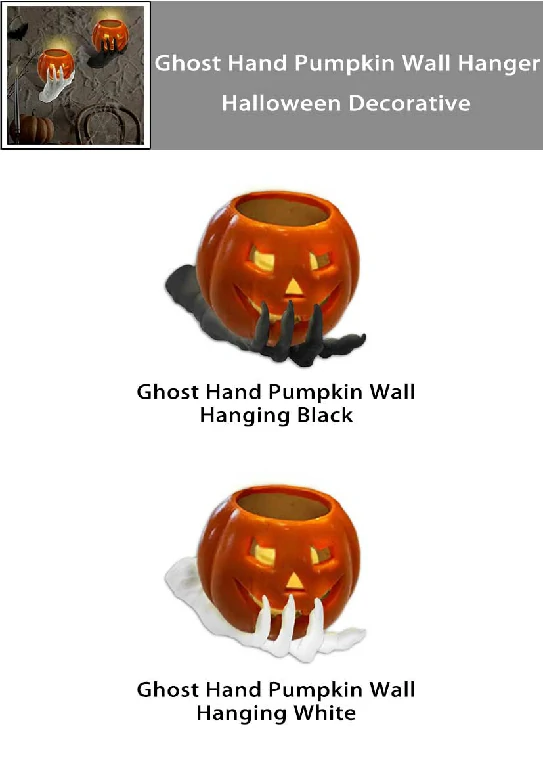 Ghost Hand Pumpkin Wall Hanger
Halloween Decorative
Ghost Hand Pumpkin Wall
Hanging Black
Ghost Hand Pumpkin Wall
Hanging White